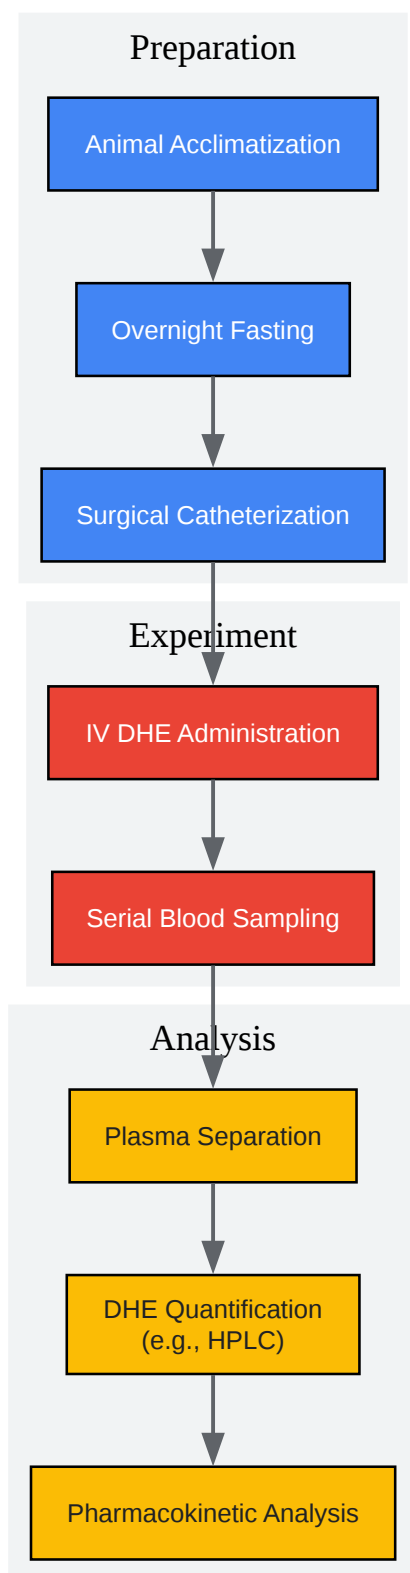 Preparation
Animal Acclimatization
Overnight Fasting
Surgical Catheterization
Experiment
IV DHE Administration
Serial Blood Sampling
Analysis
Plasma Separation
DHE Quantification
(e.g., HPLC)
Pharmacokinetic Analysis